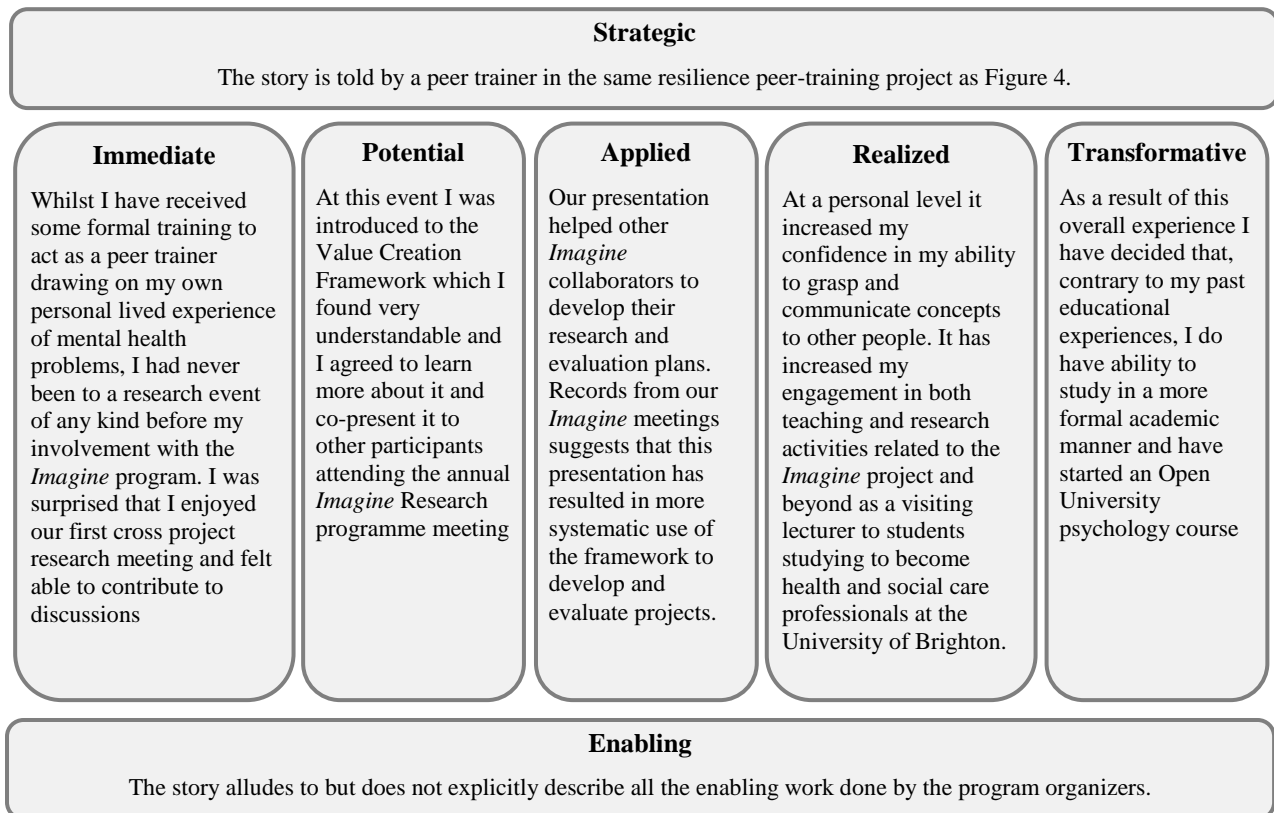 Strategic
The story is told by a peer trainer in the same resilience peer-training project as Figure 4.
Immediate
Whilst I have received
some formal training to
act as a peer trainer
drawing on my own
personal lived experience
of mental health
problems, I had never
been to a research event
of any kind before my
involvement with the
Imagine program. I was
surprised that I enjoyed
our first cross project
research meeting and felt
able to contribute to
discussions
Potential
At this event I was
introduced to the
Value Creation
Framework which I
found very
understandable and
I agreed to learn
more about it and
co-present it to
other participants
attending the annual
Imagine Research
programme meeting
Applied
Our presentation
helped other
Imagine
collaborators to
develop their
research and
evaluation plans.
Records from our
Imagine meetings
suggests that this
presentation has
resulted in more
systematic use of
the framework to
develop and
evaluate projects.
Realized
At a personal level it
increased my
confidence in my ability
to grasp and
communicate concepts
to other people. It has
increased my
engagement in both
teaching and research
activities related to the
Imagine project and
beyond as a visiting
lecturer to students
studying to become
health and social care
professionals at the
University of Brighton.
Transformative
As a result of this
overall experience I
have decided that,
contrary to my past
educational
experiences, I do
have ability to
study in a more
formal academic
manner and have
started an Open
University
psychology course
Enabling
The story alludes to but does not explicitly describe all the enabling work done by the program organizers.